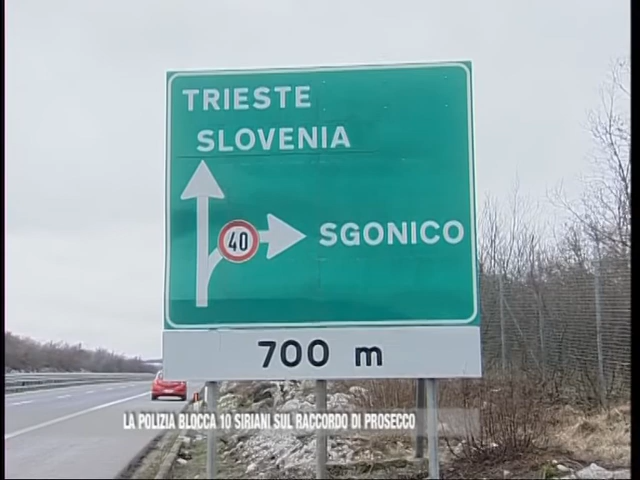 TRIESTE
SLOVENIA
40
SGONICO
700 m
LA POLIZIA BLOCCA 10 SIRIANI SUL RACCORDO DI PROSECCO